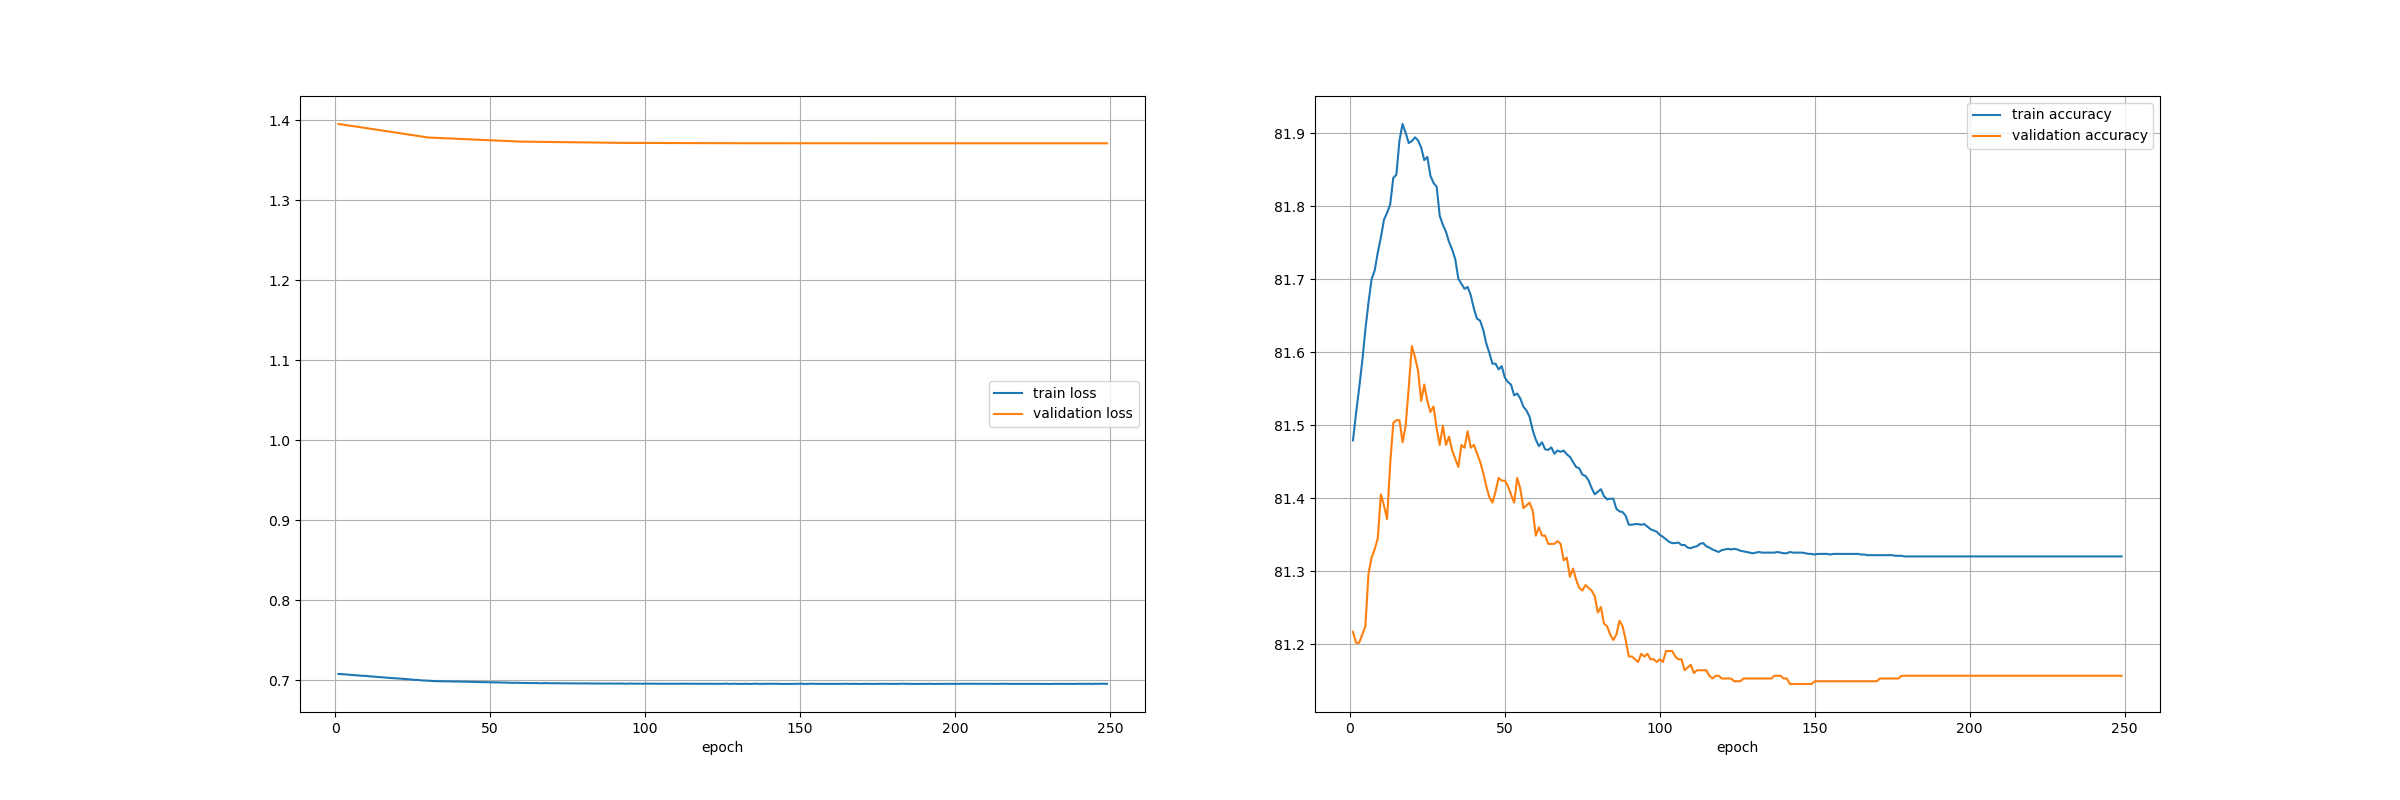 1.4
1.3
1.2
1.1
1.0
0.9
0.8
0.7
0 50 100 150 200 250
epoch
train loss
validation loss
81.9
81.8
81.7
81.6
81.5
81.4
81.3
81.2
0 50 100 150 200 250
epoch
train accuracy
validation accuracy